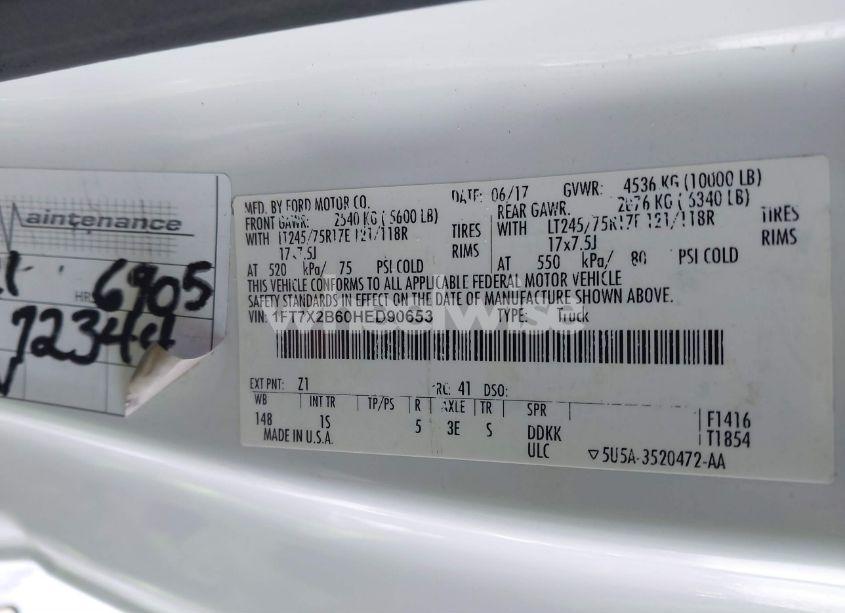 aintenance
HRS
6905
7234
MFD. BY FORD MOTOR CO. DATE: 06/17 GVWR: 4536 KG (10000 LB)
FRONT GAWR: 2540 KG ( 5600 LB) REAR GAWR: 2876 KG ( 6340 LB)
WITH LT245/75R17E 121/118R TIRES WITH LT245/75R17E 121/118R TIRES
17x7.5J RIMS 17x7.5J RIMS
AT 520 kPa/ 75 PSI COLD AT 550 kPa/ 80 PSI COLD
THIS VEHICLE CONFORMS TO ALL APPLICABLE FEDERAL MOTOR VEHICLE
SAFETY STANDARDS IN EFFECT ON THE DATE OF MANUFACTURE SHOWN ABOVE.
VIN: 1FT7X2B60HED90653 TYPE: Truck
wheelwise
EXT PNT: Z1 RC: 41 DSO:
WB INT TR TP/PS R AXLE TR SPR
148 1S 5 3E S DDKK F1416
MADE IN U.S.A. ULC T1854
▽5U5A-3520472-AA